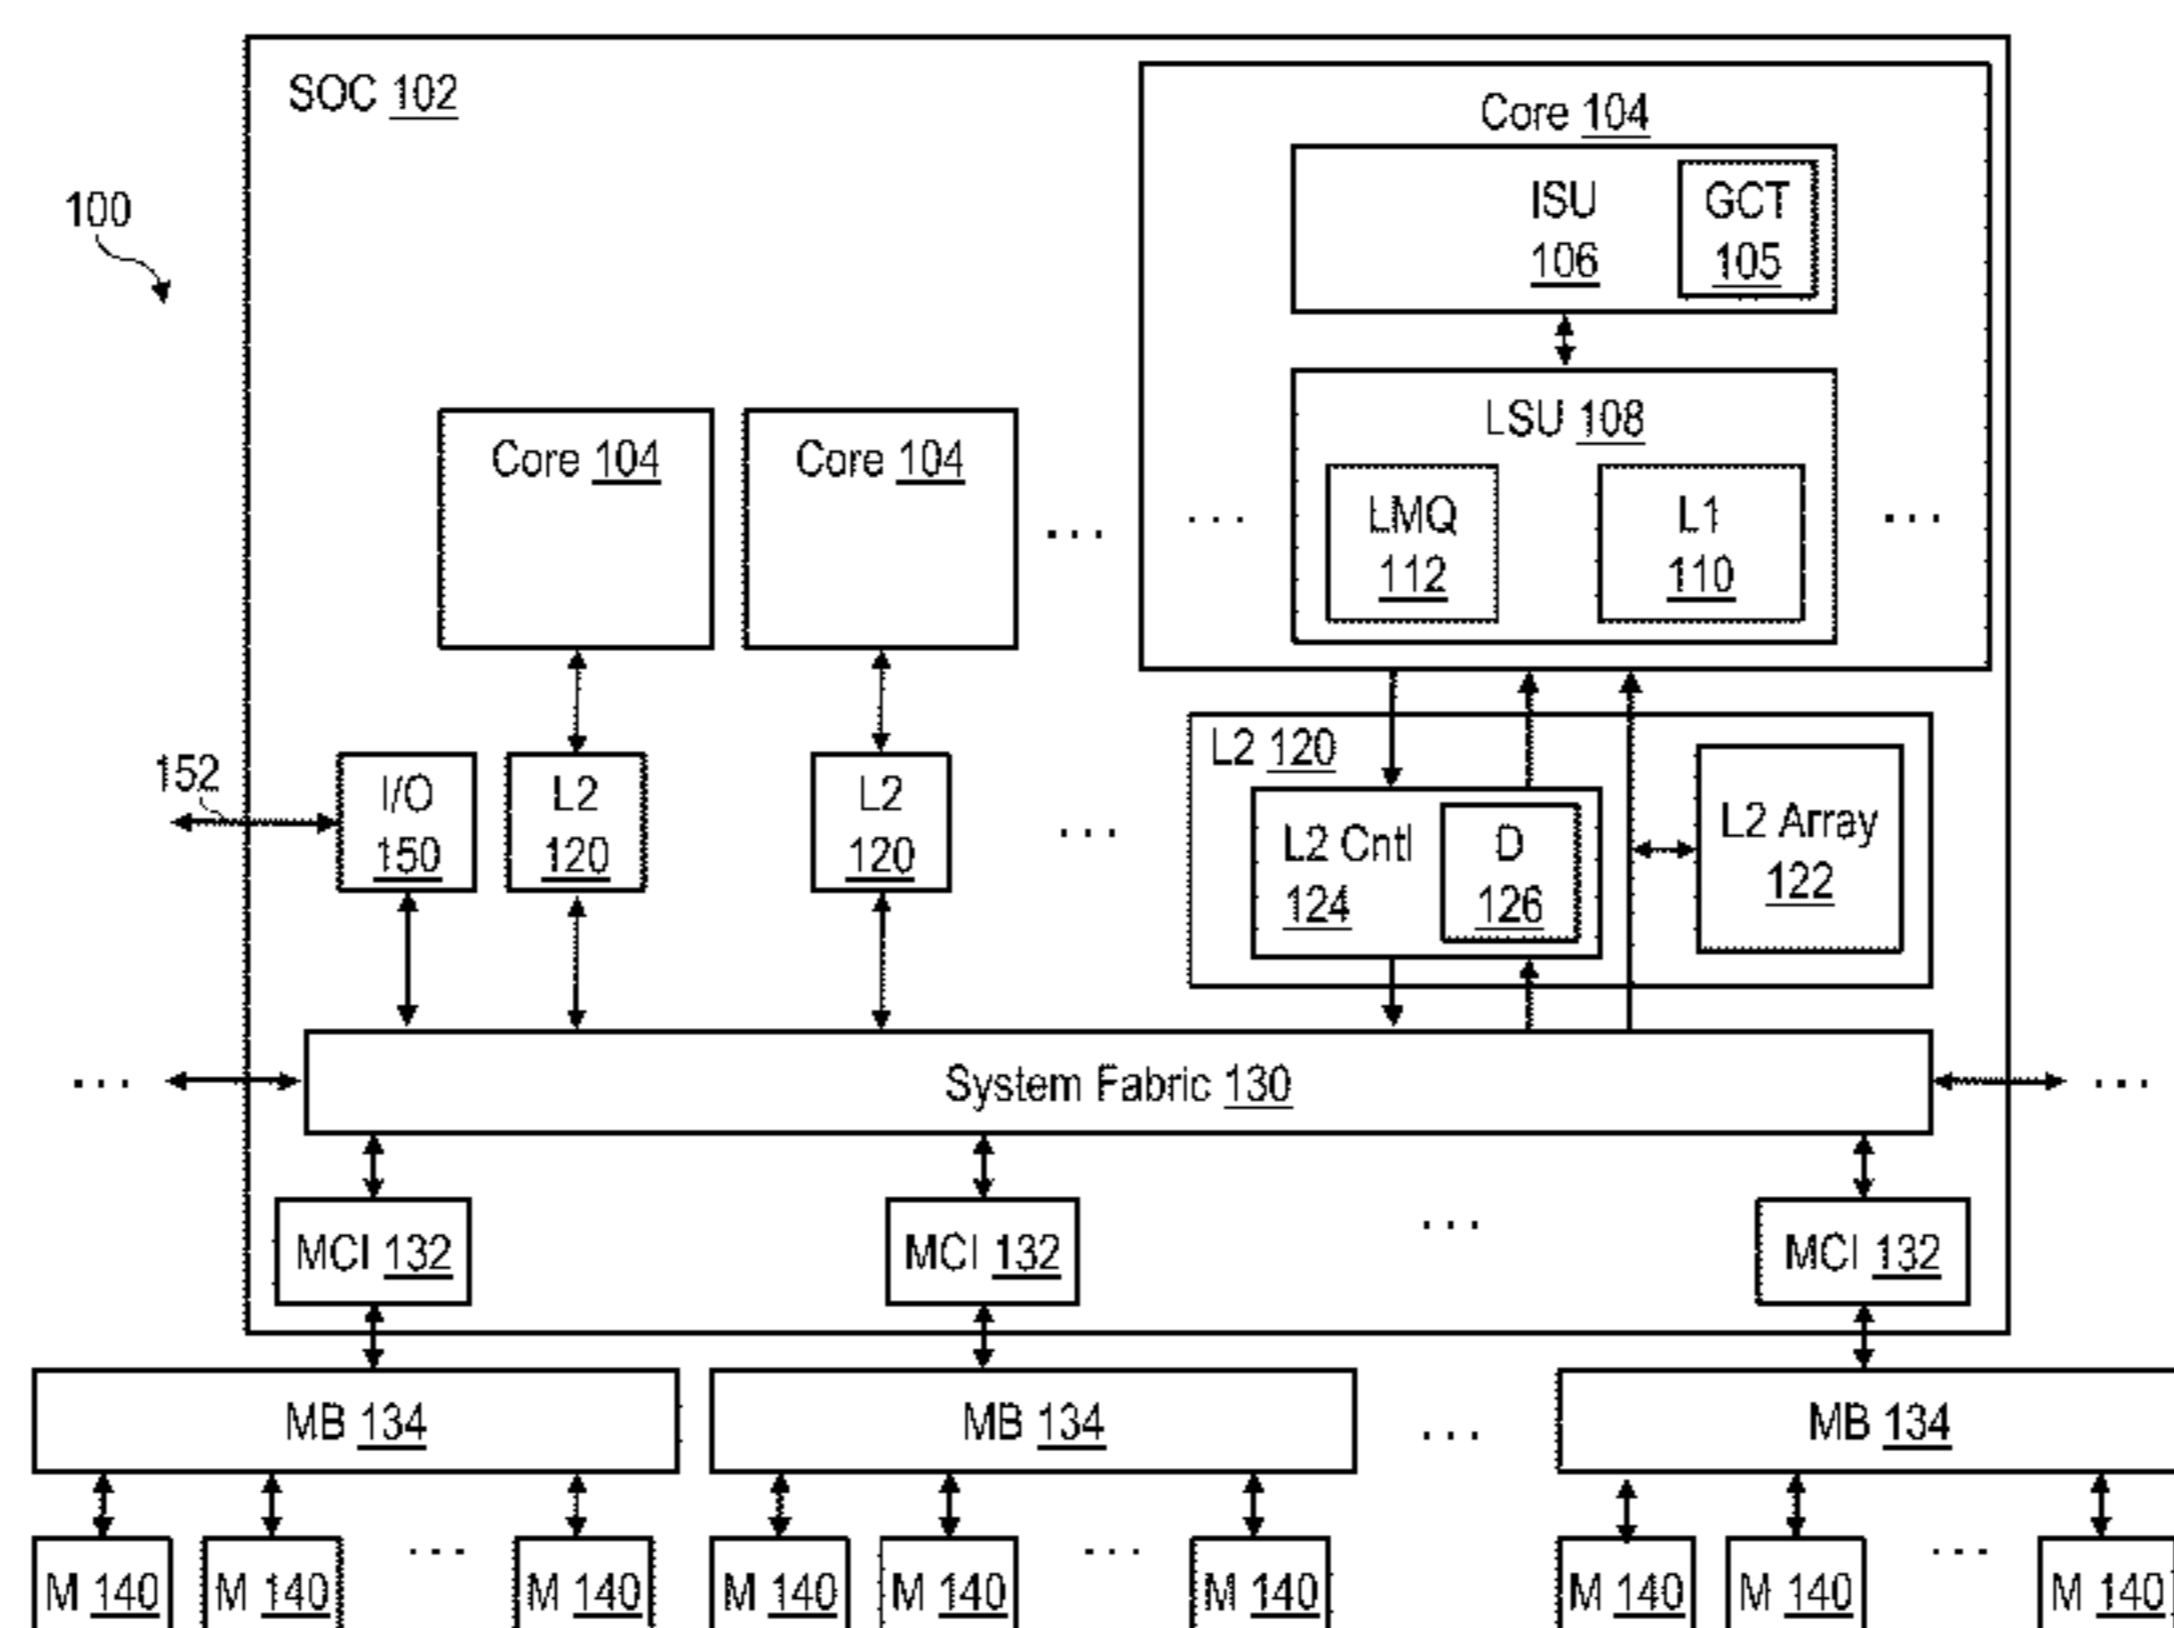 SOC 102
Core 104
ISU
106
GCT
105
100
LSU 108
LMQ
112
L1
110
Core 104
Core 104
...
...
...
152
I/O
150
L2
120
L2
120
...
L2 120
L2 Cntl
124
D
126
L2 Array
122
...
System Fabric 130
...
MCI 132
MCI 132
...
MCI 132
MB 134
MB 134
...
MB 134
M 140
M 140
...
M 140
M 140
M 140
...
M 140
M 140
M 140
...
M 140